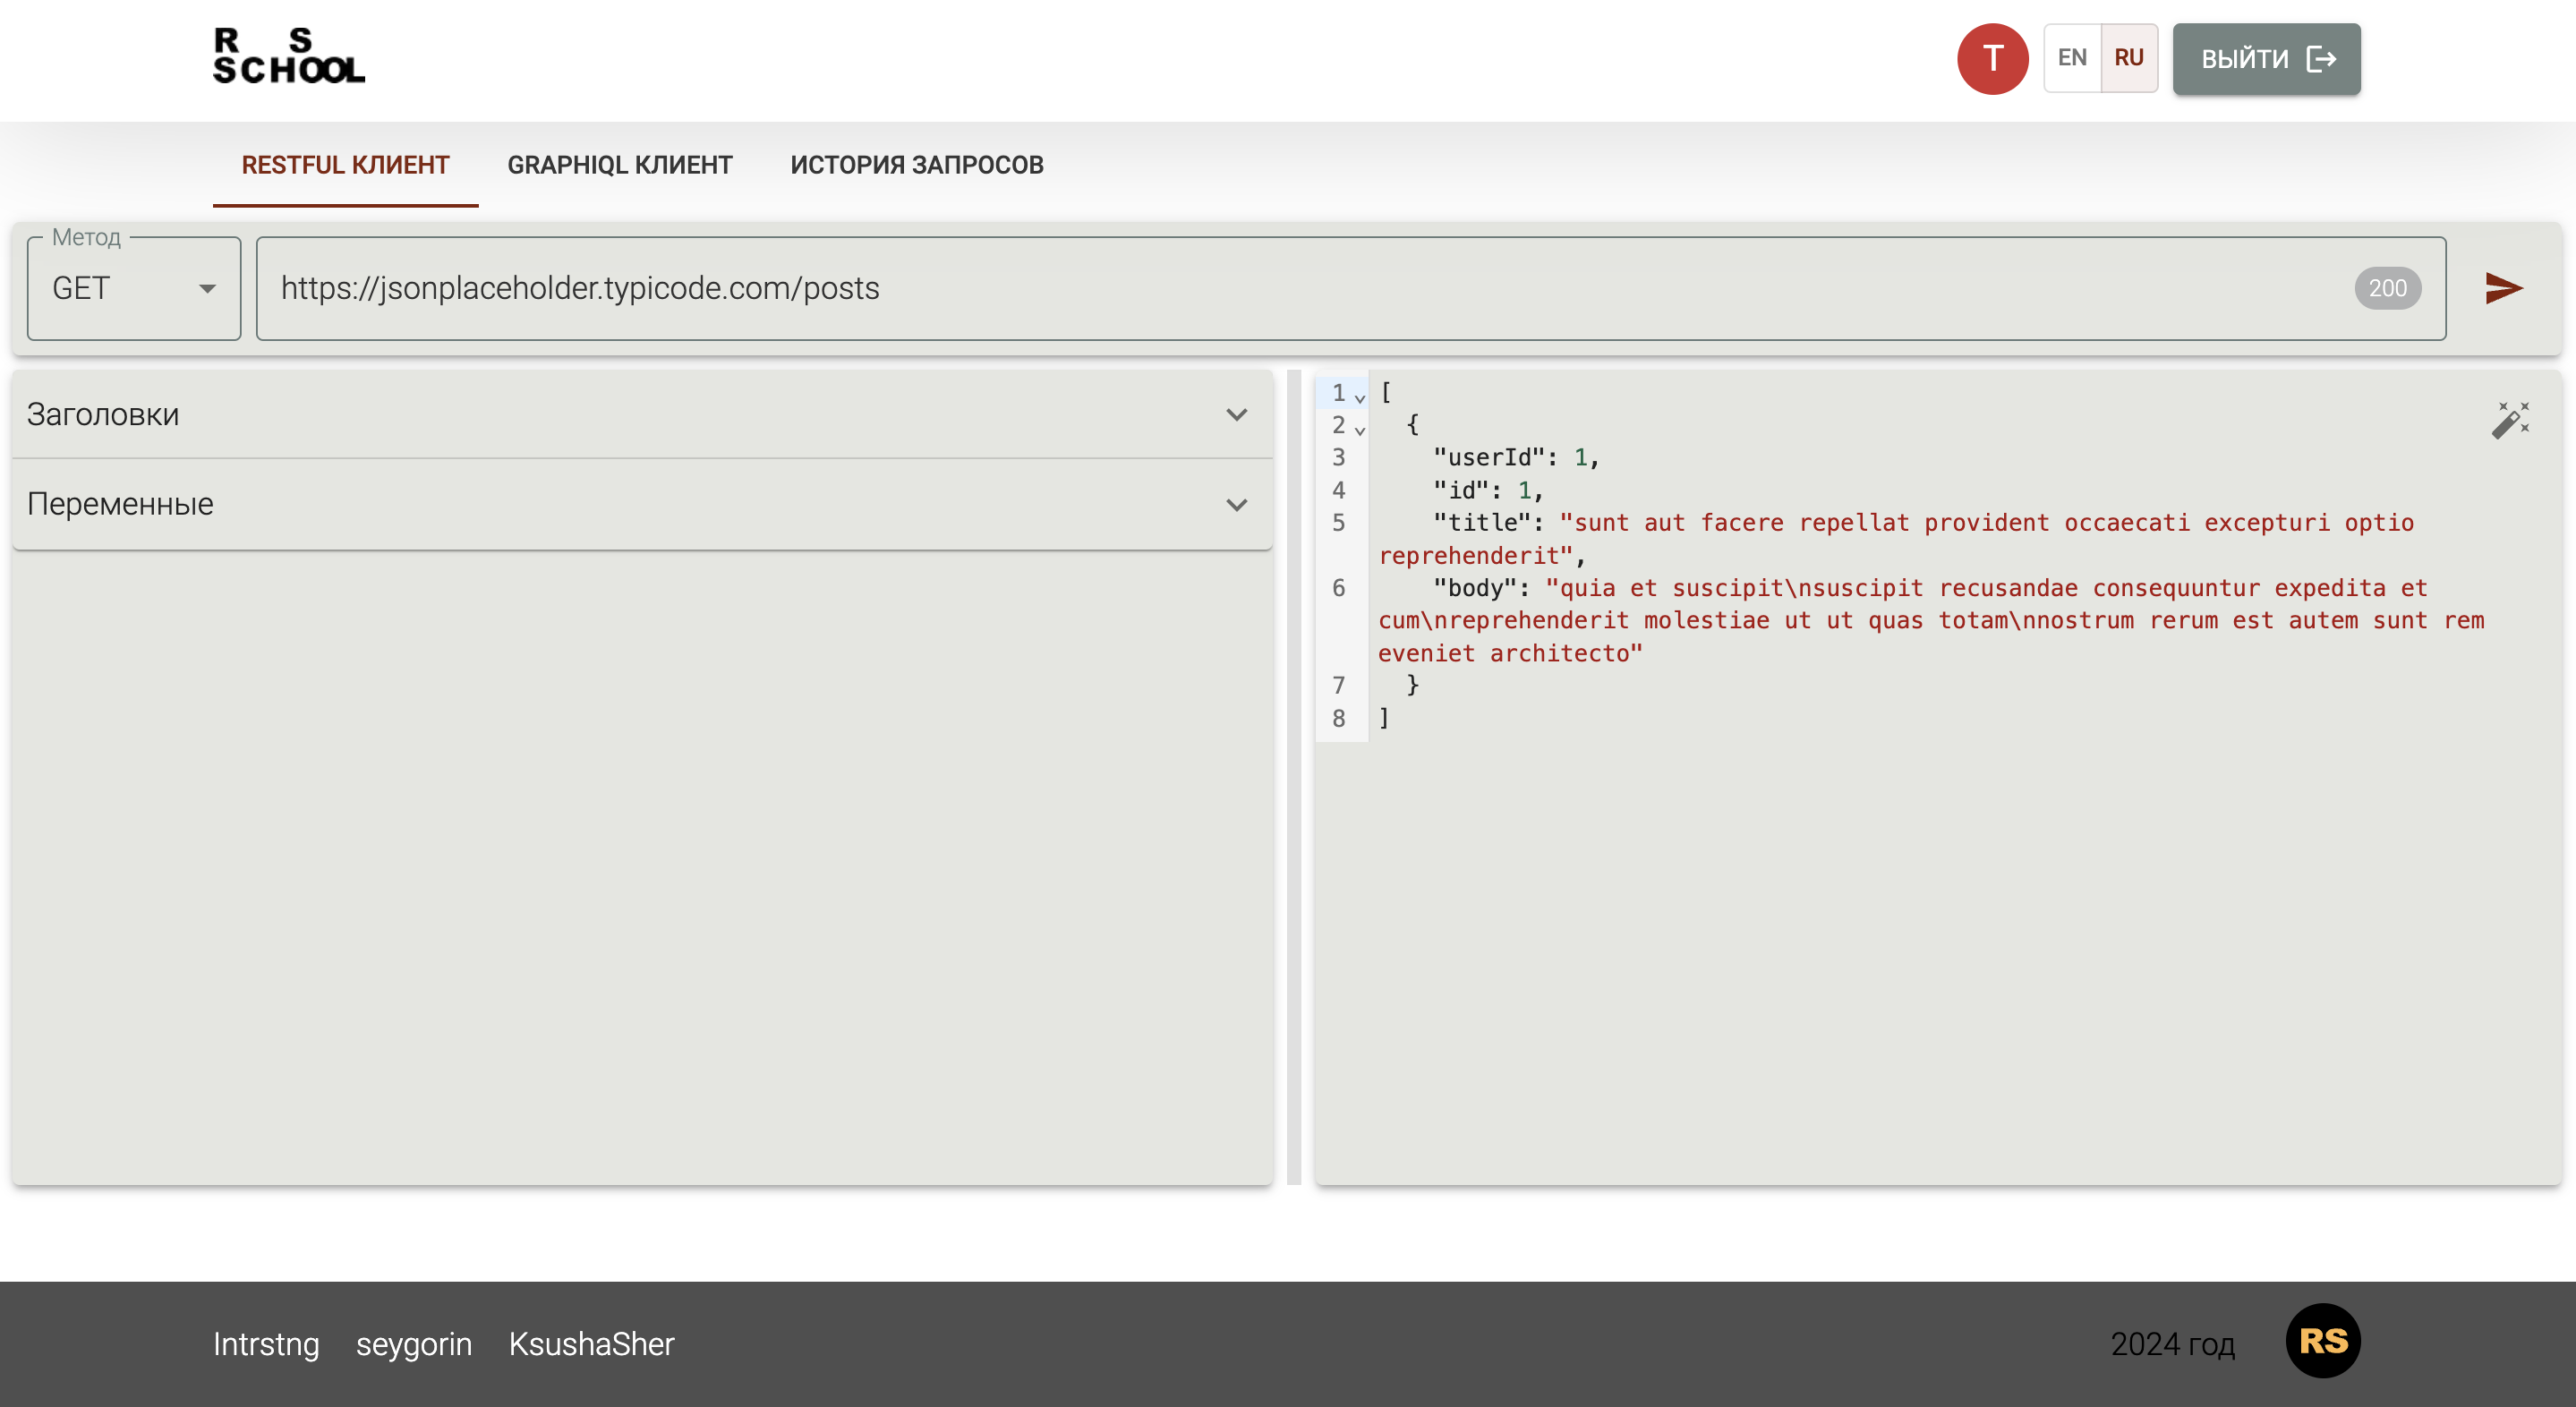 R S
SCHOOL
T
EN RU
ВЫЙТИ
RESTFUL КЛИЕНТ GRAPHIQL КЛИЕНТ ИСТОРИЯ ЗАПРОСОВ
Метод
GET
https://jsonplaceholder.typicode.com/posts
200
Заголовки
Переменные
1 [
2 {
3 "userId": 1,
4 "id": 1,
5 "title": "sunt aut facere repellat provident occaecati excepturi optio
reprehenderit",
6 "body": "quia et suscipit\nsuscipit recusandae consequuntur expedita et
cum\nreprehenderit molestiae ut ut quas totam\nnostrum rerum est autem sunt rem
eveniet architecto"
7 }
8 ]
Intrstng seygorin KsushaSher
2024 год
RS